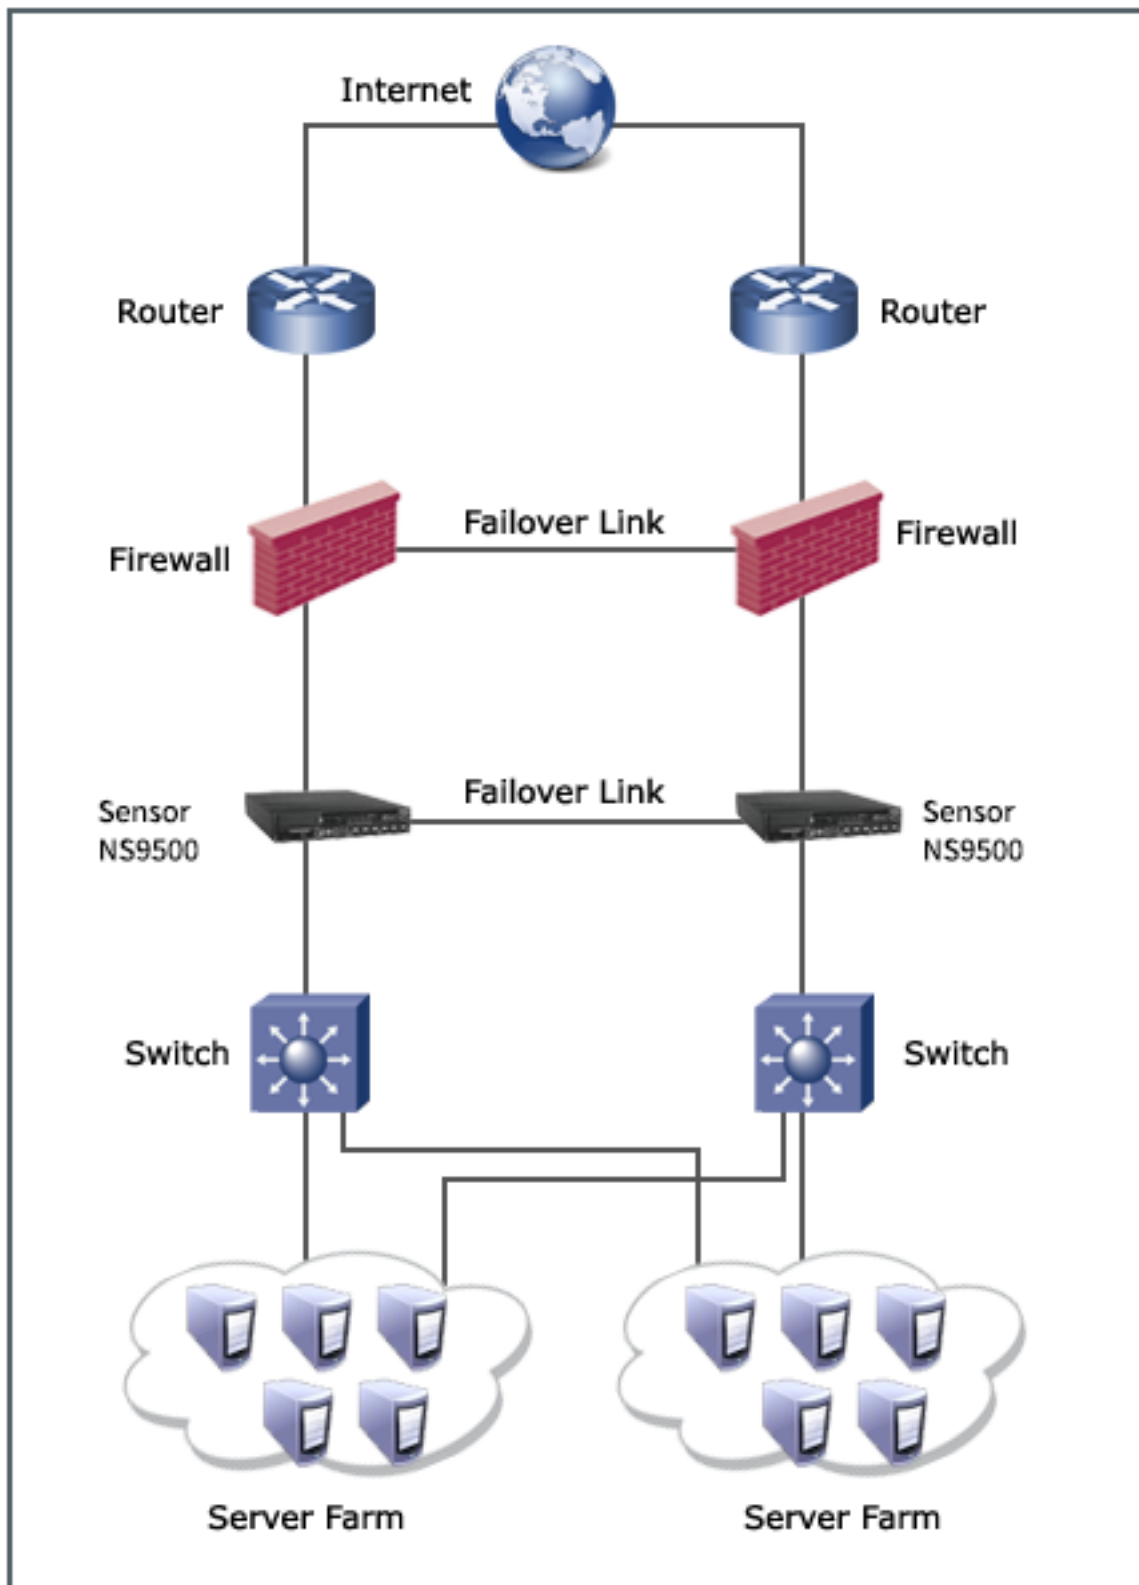 Internet
Router
Router
Failover Link
Firewall
Firewall
Failover Link
Sensor
NS9500
Sensor
NS9500
Switch
Switch
Server Farm
Server Farm